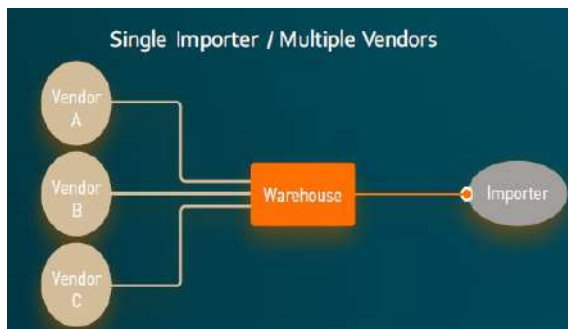 Single Importer / Multiple Vendors
Vendor
A
Vendor
B
Vendor
C
Warehouse
Importer